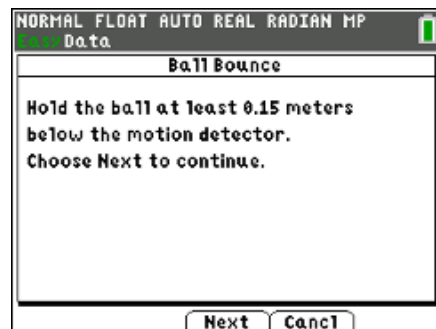 NORMAL FLOAT AUTO REAL RADIAN MP
EasyData
Ball Bounce
Hold the ball at least 0.15 meters
below the motion detector.
Choose Next to continue.
Next Cancl